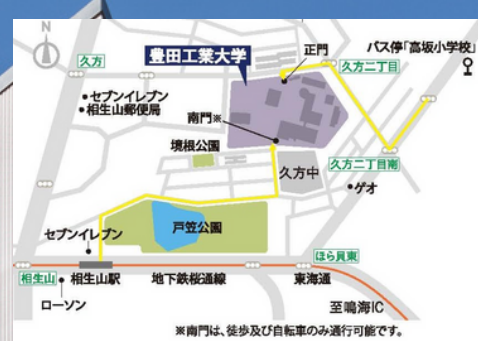 N
久方
豊田工業大学
正門
バス停「高坂小学校」
久方二丁目
セブンイレブン
相生山郵便局
南門※
境根公園
久方中
久方二丁目南
ゲオ
戸笠公園
セブンイレブン
ほら貝東
相生山
相生山駅
地下鉄桜通線
東海通
ローソン
至鳴海IC
※南門は、徒歩及び自転車のみ通行可能です。